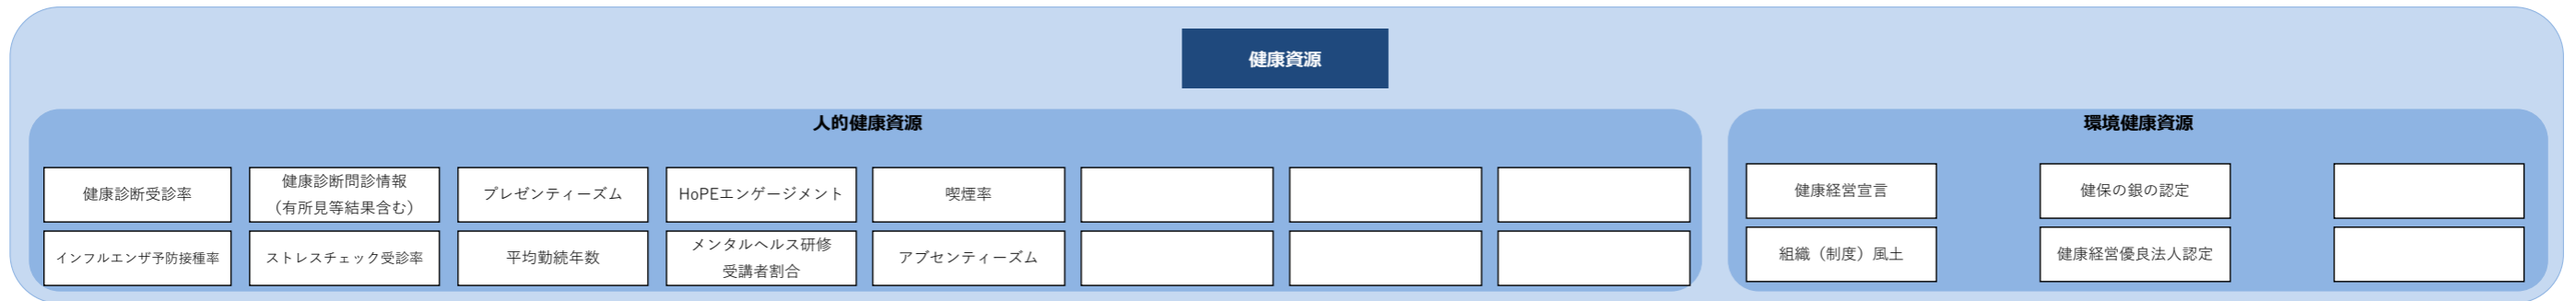 健康資源
人的健康資源
健康診断受診率
健康診断問診情報
（有所見等結果含む）
プレゼンティーズム
HoPEエンゲージメント
喫煙率
インフルエンザ予防接種率
ストレスチェック受診率
平均勤続年数
メンタルヘルス研修
受講者割合
アブセンティーズム
環境健康資源
健康経営宣言
健保の銀の認定
組織（制度）風土
健康経営優良法人認定